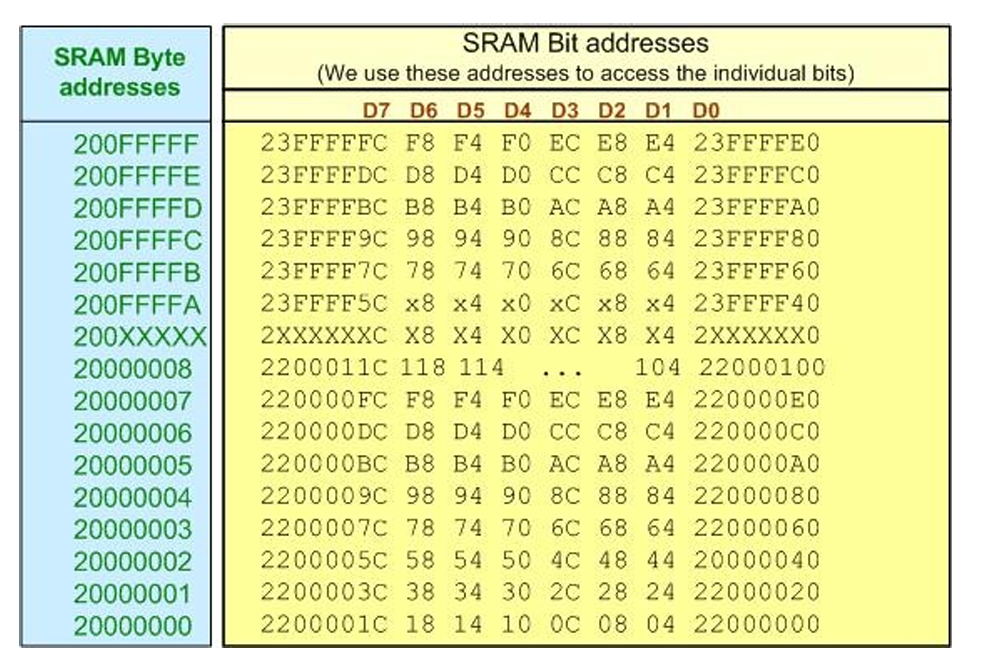 SRAM Byte
addresses
SRAM Bit addresses
(We use these addresses to access the individual bits)
D7 D6 D5 D4 D3 D2 D1 D0
200FFFFF 23FFFFFC F8 F4 F0 EC E8 E4 23FFFFE0
200FFFFE 23FFFFDC D8 D4 D0 CC C8 C4 23FFFFC0
200FFFFD 23FFFFBC B8 B4 B0 AC A8 A4 23FFFFA0
200FFFFC 23FFFF9C 98 94 90 8C 88 84 23FFFF80
200FFFFB 23FFFF7C 78 74 70 6C 68 64 23FFFF60
200FFFFA 23FFFF5C x8 x4 x0 xC x8 x4 23FFFF40
200XXXXX 2XXXXXXC X8 X4 X0 XC X8 X4 2XXXXXX0
20000008 2200011C 118 114 ... 104 22000100
20000007 220000FC F8 F4 F0 EC E8 E4 220000E0
20000006 220000DC D8 D4 D0 CC C8 C4 220000C0
20000005 220000BC B8 B4 B0 AC A8 A4 220000A0
20000004 2200009C 98 94 90 8C 88 84 22000080
20000003 2200007C 78 74 70 6C 68 64 22000060
20000002 2200005C 58 54 50 4C 48 44 20000040
20000001 2200003C 38 34 30 2C 28 24 22000020
20000000 2200001C 18 14 10 0C 08 04 22000000